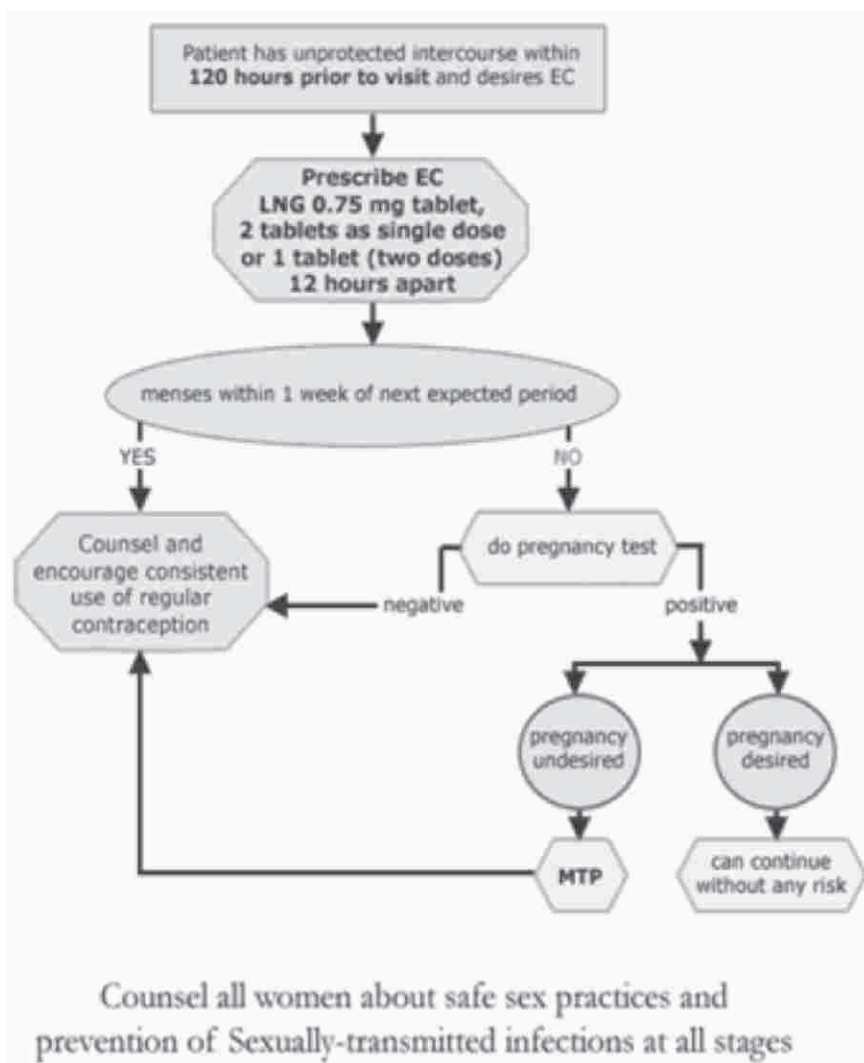 Patient has unprotected intercourse within
120 hours prior to visit and desires EC
Prescribe EC
LNG 0.75 mg tablet,
2 tablets as single dose
or 1 tablet (two doses)
12 hours apart
menses within 1 week of next expected period
YES
NO
Counsel and
encourage consistent
use of regular
contraception
do pregnancy test
negative
positive
pregnancy
undesired
pregnancy
desired
MTP
can continue
without any risk
Counsel all women about safe sex practices and
prevention of Sexually-transmitted infections at all stages